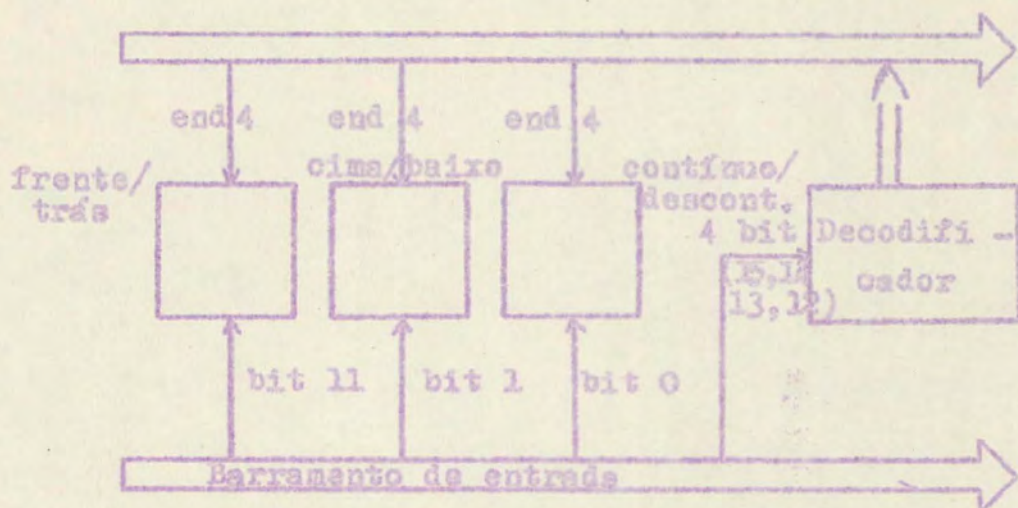 end 4 end 4 end 4
frente/
trás
cima/baixo
contínuo/
descont.
4 bit
13,12)
Decodifi -
cador
bit 11 bit 1 bit 0
Barramento de entrada